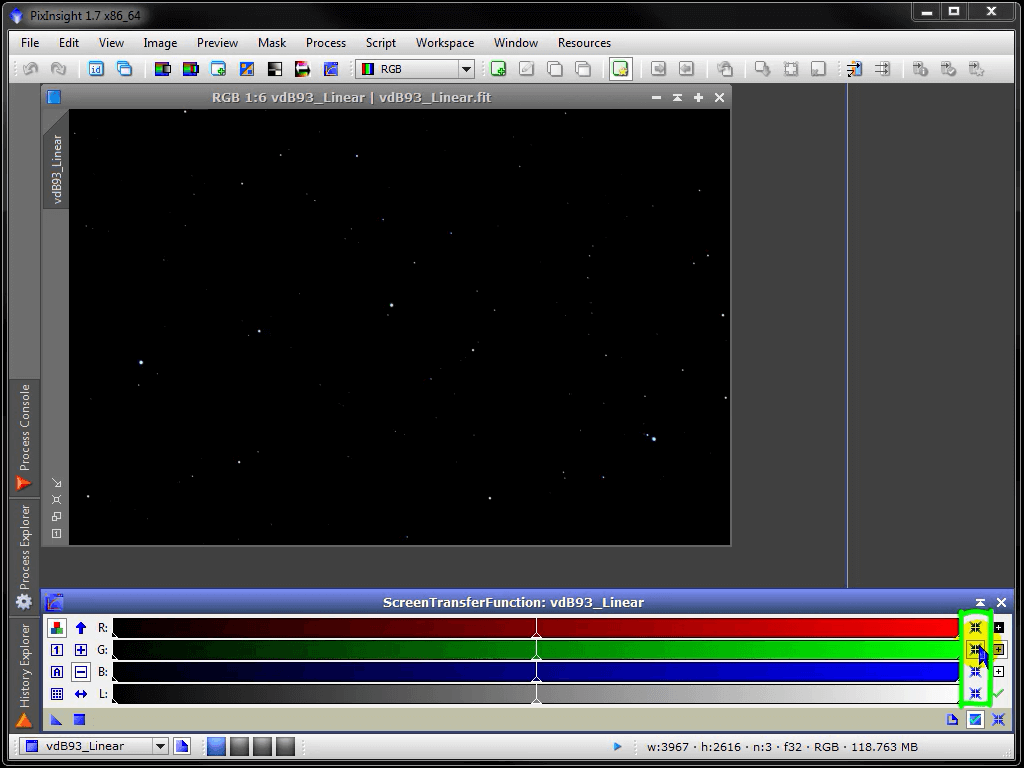 PixInsight 1.7 x86_64
File Edit View Image Preview Mask Process Script Workspace Window Resources
id RGB
RGB 1:6 vdB93_Linear | vdB93_Linear.fit
vdB93_Linear
Process Console
Process Explorer
History Explorer
ScreenTransferFunction: vdB93_Linear
R:
1 G:
A B:
L:
vdB93_Linear w:3967 · h:2616 · n:3 · f32 · RGB · 118.763 MB